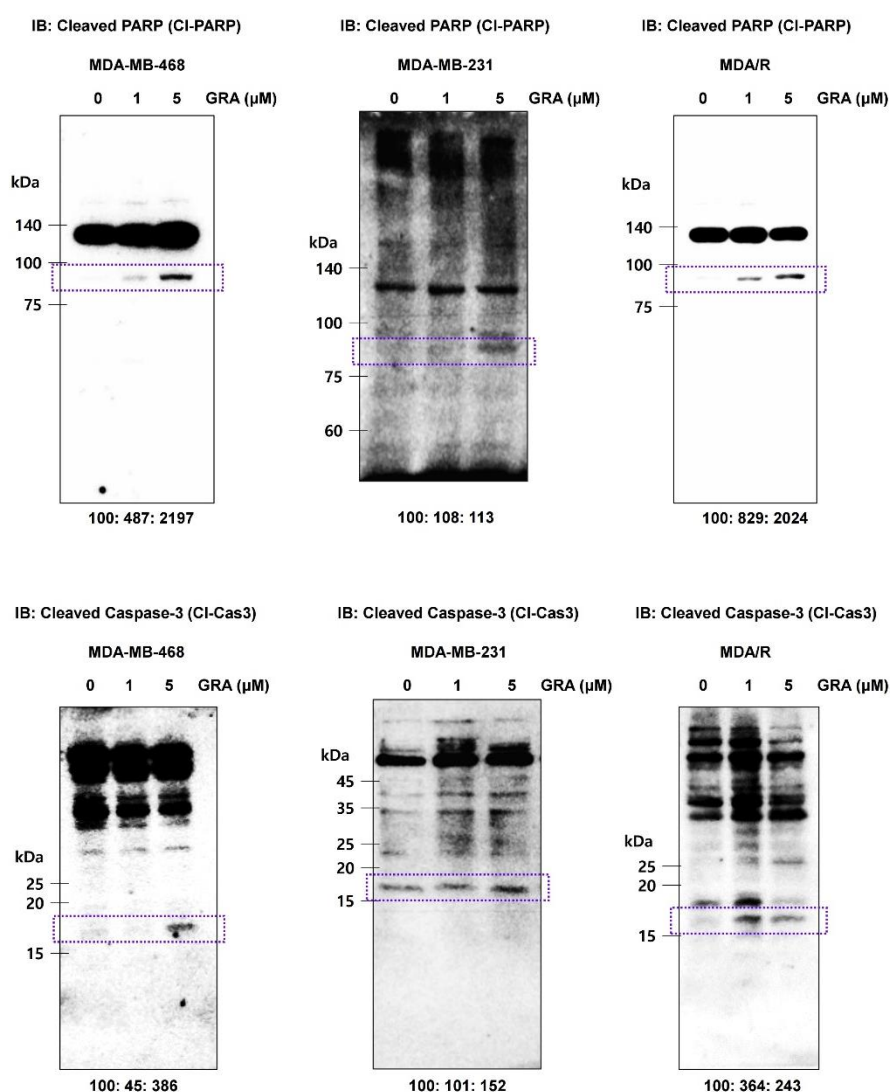 IB: Cleaved PARP (CI-PARP)
MDA-MB-468
0 1 5 GRA (µM)
kDa
140
100
75
100: 487: 2197
IB: Cleaved PARP (CI-PARP)
MDA-MB-231
0 1 5 GRA (µM)
kDa
140
100
75
60
100: 108: 113
IB: Cleaved PARP (CI-PARP)
MDA/R
0 1 5 GRA (µM)
kDa
140
100
75
100: 829: 2024
IB: Cleaved Caspase-3 (CI-Cas3)
MDA-MB-468
0 1 5 GRA (µM)
kDa
25
20
15
100: 45: 386
IB: Cleaved Caspase-3 (CI-Cas3)
MDA-MB-231
0 1 5 GRA (µM)
kDa
45
35
25
20
15
100: 101: 152
IB: Cleaved Caspase-3 (CI-Cas3)
MDA/R
0 1 5 GRA (µM)
kDa
25
20
15
100: 364: 243